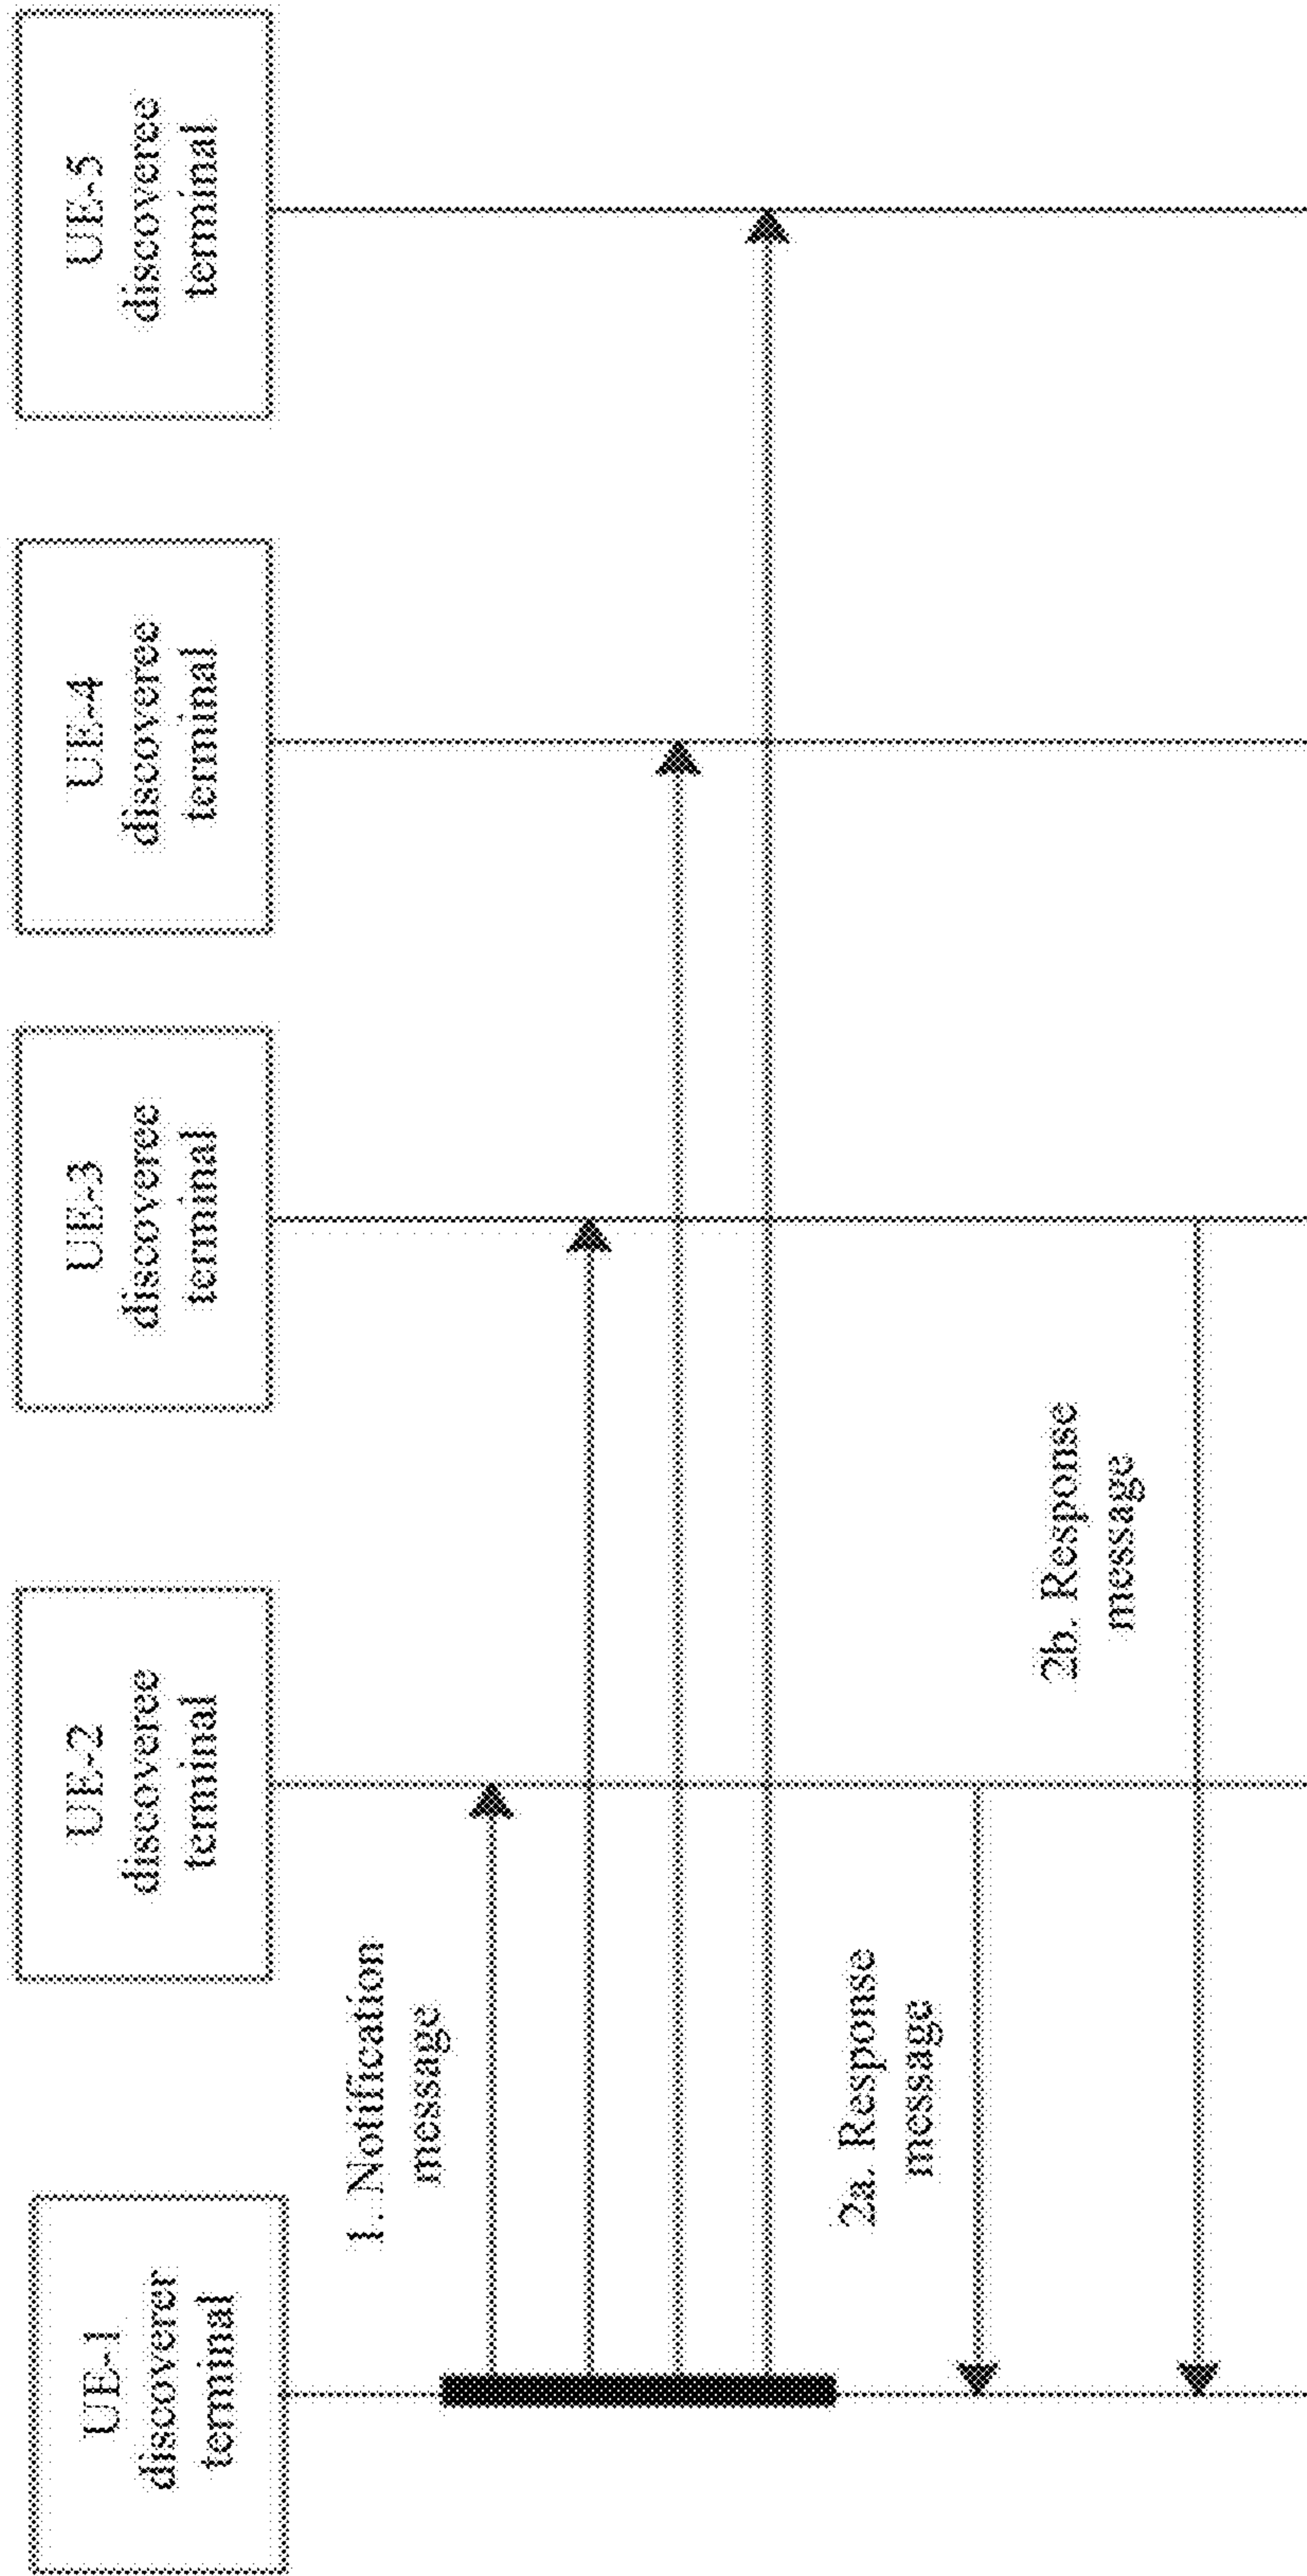 UE-1
discoverer
terminal
UE-2
discoveree
terminal
UE-3
discoveree
terminal
UE-4
discoveree
terminal
UE-5
discoveree
terminal
1. Notification
message
2a. Response
message
2b. Response
message